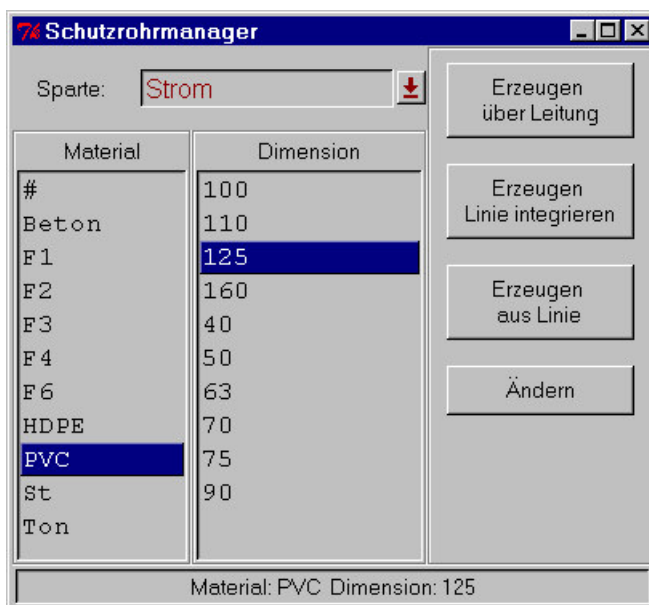 Schutzrohrmanager
Sparte: Strom
Material
#
Beton
F1
F2
F3
F4
F6
HDPE
PVC
St
Ton
Dimension
100
110
125
160
40
50
63
70
75
90
Erzeugen
über Leitung
Erzeugen
Linie integrieren
Erzeugen
aus Linie
Ändern
Material: PVC Dimension: 125